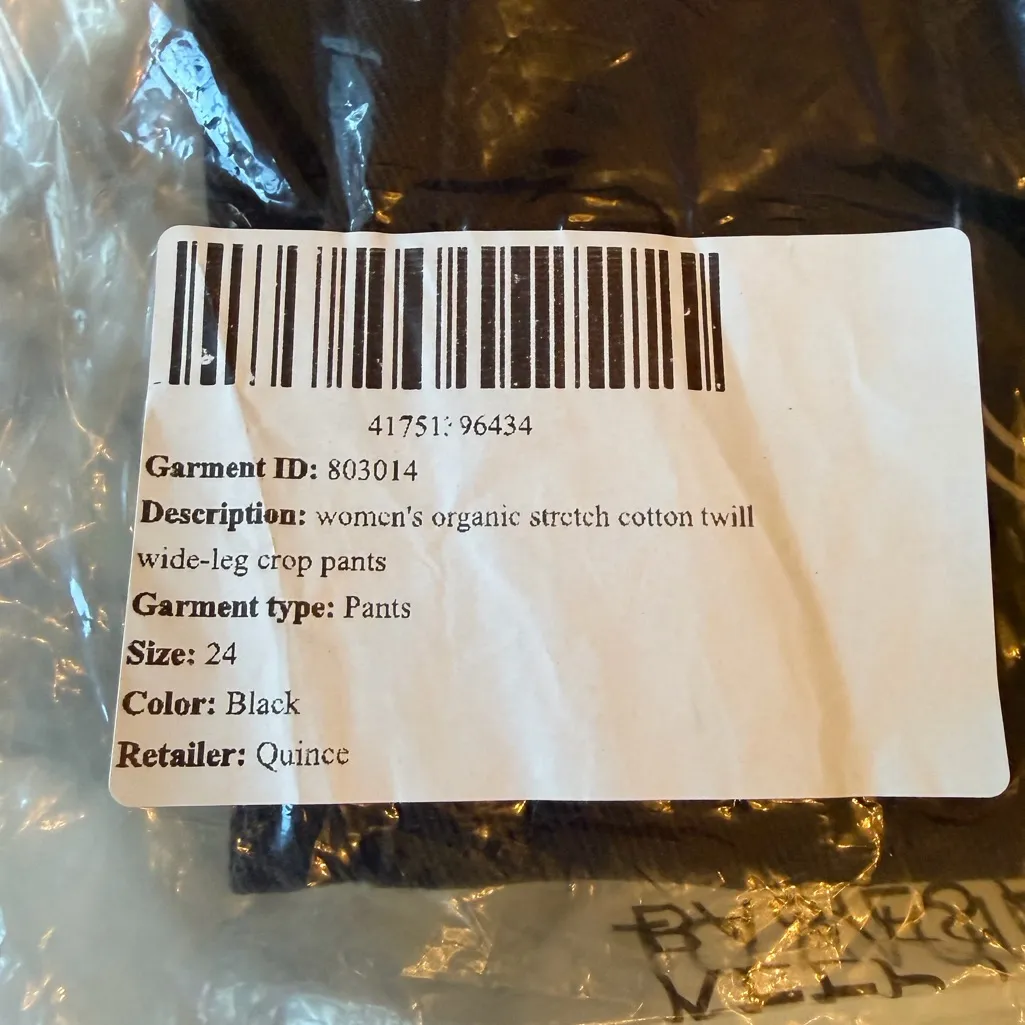 96434
Garment ID: 803014
Description: women's organic stretch cotton twill
wide-leg crop pants
Garment type: Pants
Size: 24
Color: Black
Retailer: Quince